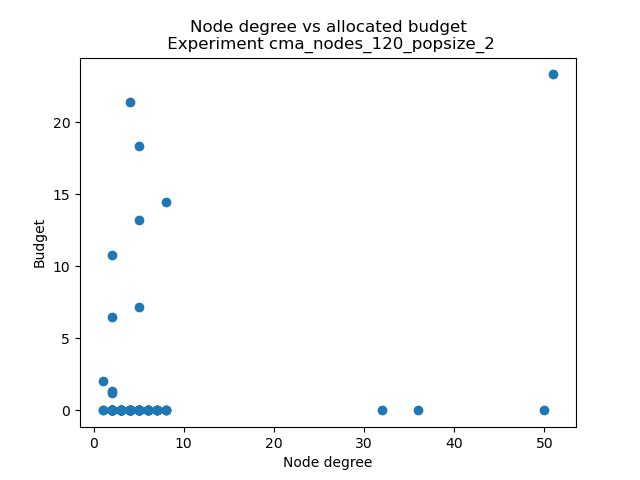 Node degree vs allocated budget
Experiment cma_nodes_120_popsize_2
20
15
10
5
0
Budget
0 10 20 30 40 50
Node degree